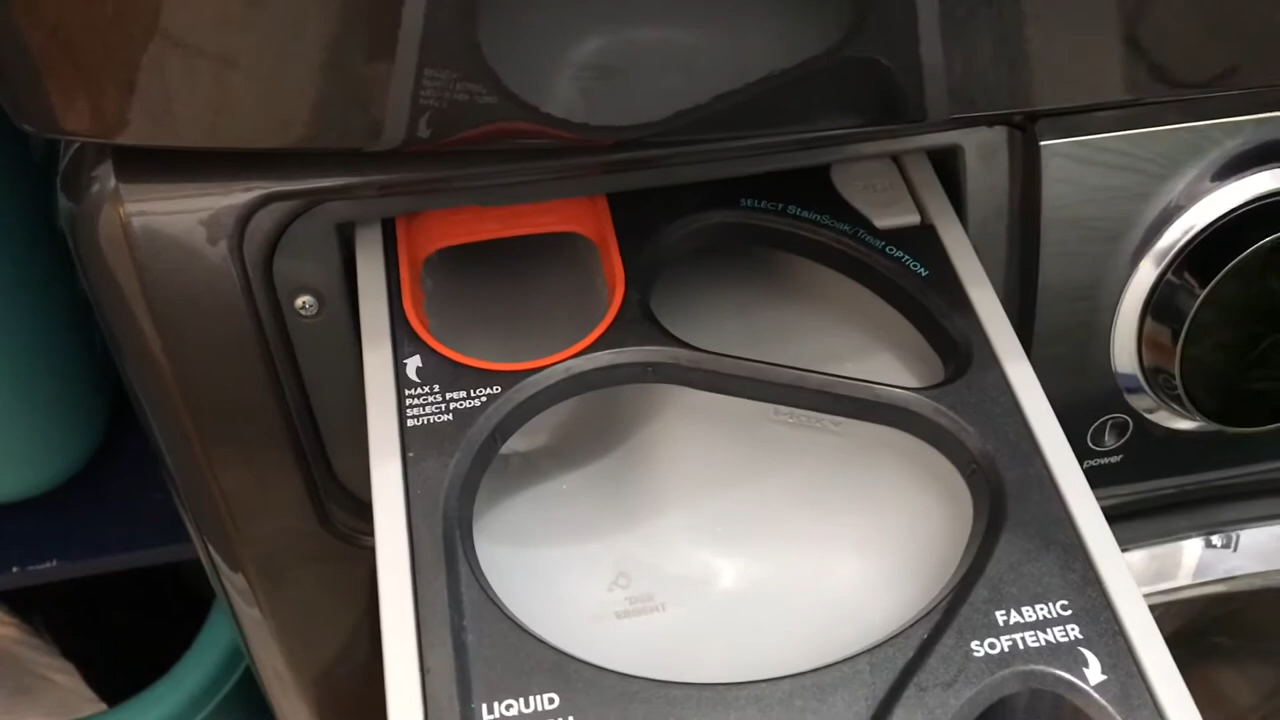 SELECT StainSoak/Treat OPTION
MAX 2
PACKS PER LOAD
SELECT PODS®
BUTTON
MAX
power
FABRIC
SOFTENER
LIQUID